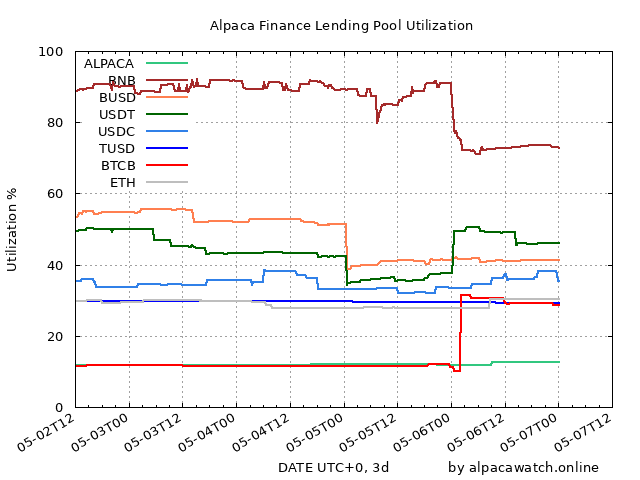 Alpaca Finance Lending Pool Utilization
Utilization %
100
80
60
40
20
0
ALPACA
BNB
BUSD
USDT
USDC
TUSD
BTCB
ETH
05-02T12
05-03T00
05-03T12
05-04T00
05-04T12
05-05T00
05-05T12
05-06T00
05-06T12
05-07T00
05-07T12
DATE UTC+0, 3d
by alpacawatch.online